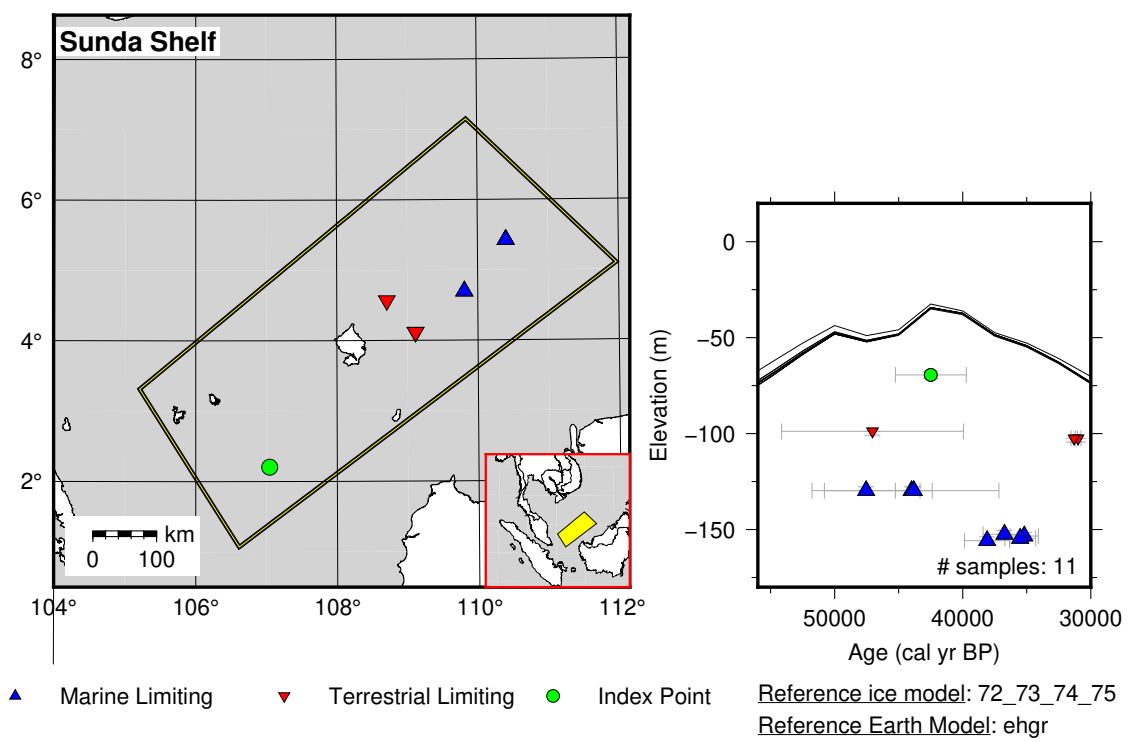 Sunda Shelf
8°
6°
4°
2°
104° 106° 108° 110° 112°
km
0 100
0
−50
−100
−150
Elevation (m)
# samples: 11
50000 40000 30000
Age (cal yr BP)
Marine Limiting Terrestrial Limiting Index Point
Reference ice model: 72_73_74_75
Reference Earth Model: ehgr